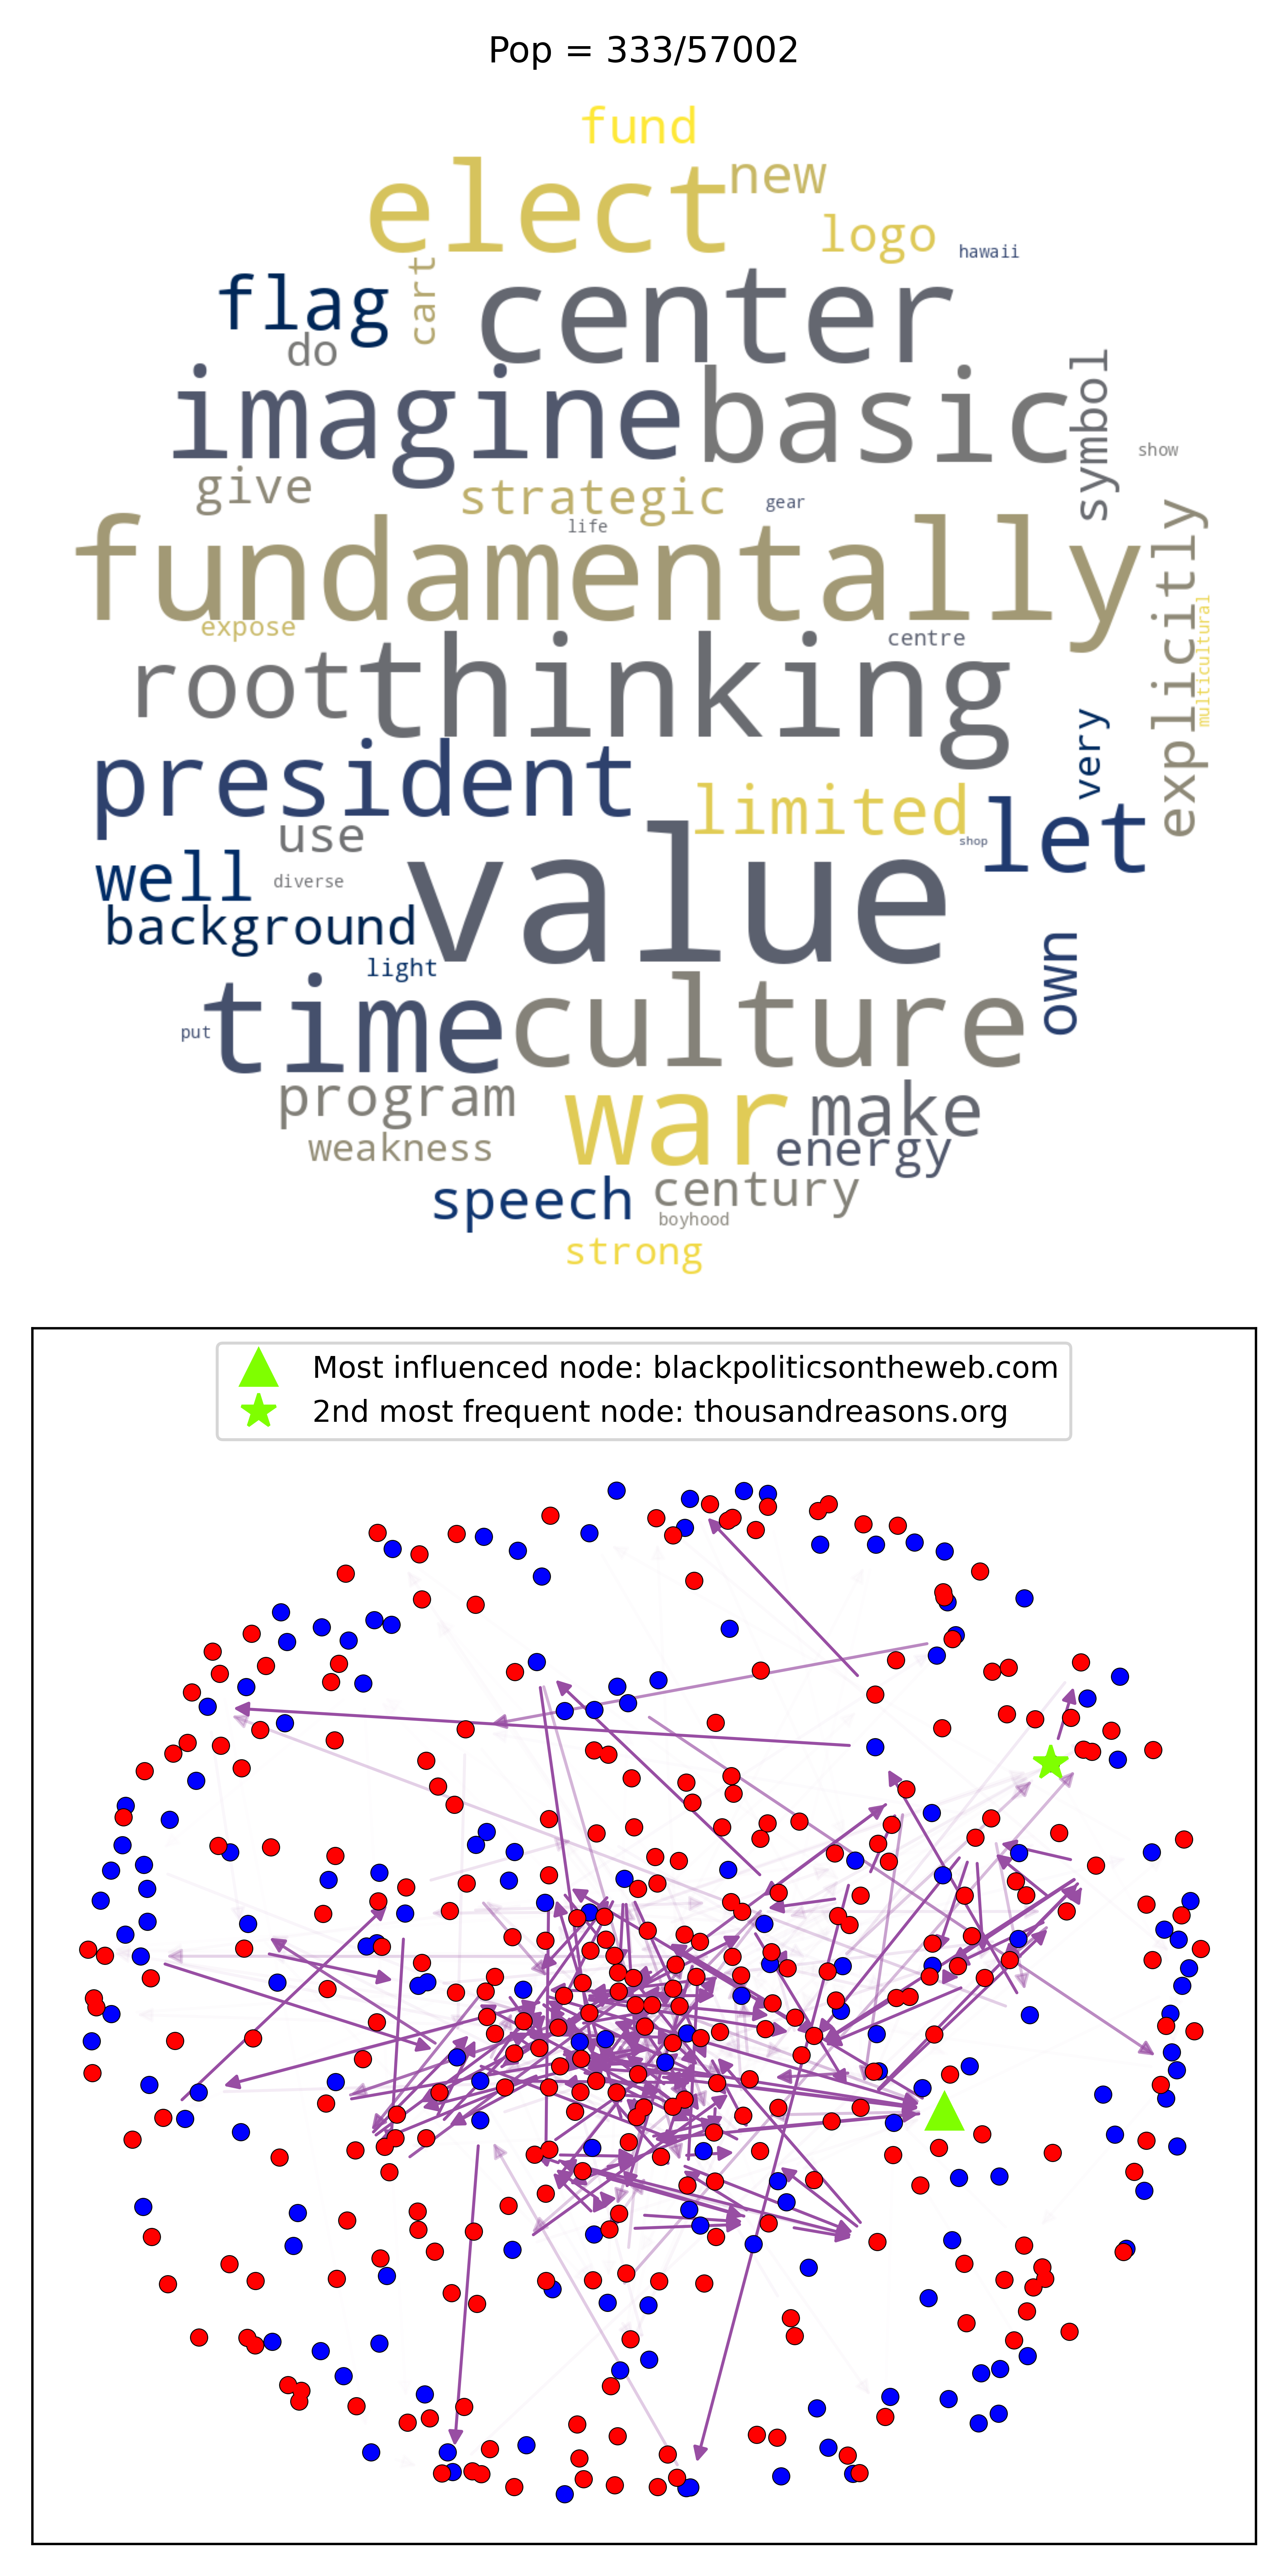 Pop = 333/57002
fund
elect new
logo hawaii
flag cart center
do
imagine basic symbol
show
give strategic gear
life
fundamentally explicitly
expose centre multicultural
root thinking
president very
limited let
use shop
well diverse value
background
light own
time culture
put
program war make
weakness energy
speech century
boyhood
strong
Most influenced node: blackpoliticsontheweb.com
2nd most frequent node: thousandreasons.org